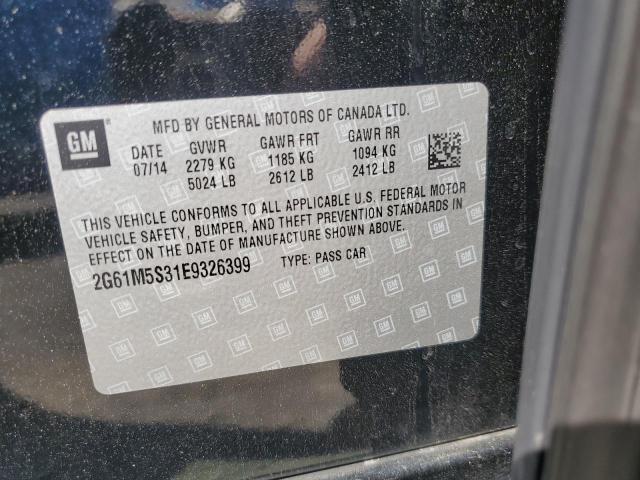 GM
MFD BY GENERAL MOTORS OF CANADA LTD.
DATE GVWR GAWR FRT GAWR RR
07/14 2279 KG 1185 KG 1094 KG
5024 LB 2612 LB 2412 LB
THIS VEHICLE CONFORMS TO ALL APPLICABLE U.S. FEDERAL MOTOR
VEHICLE SAFETY, BUMPER, AND THEFT PREVENTION STANDARDS IN
EFFECT ON THE DATE OF MANUFACTURE SHOWN ABOVE.
2G61M5S31E9326399 TYPE: PASS CAR